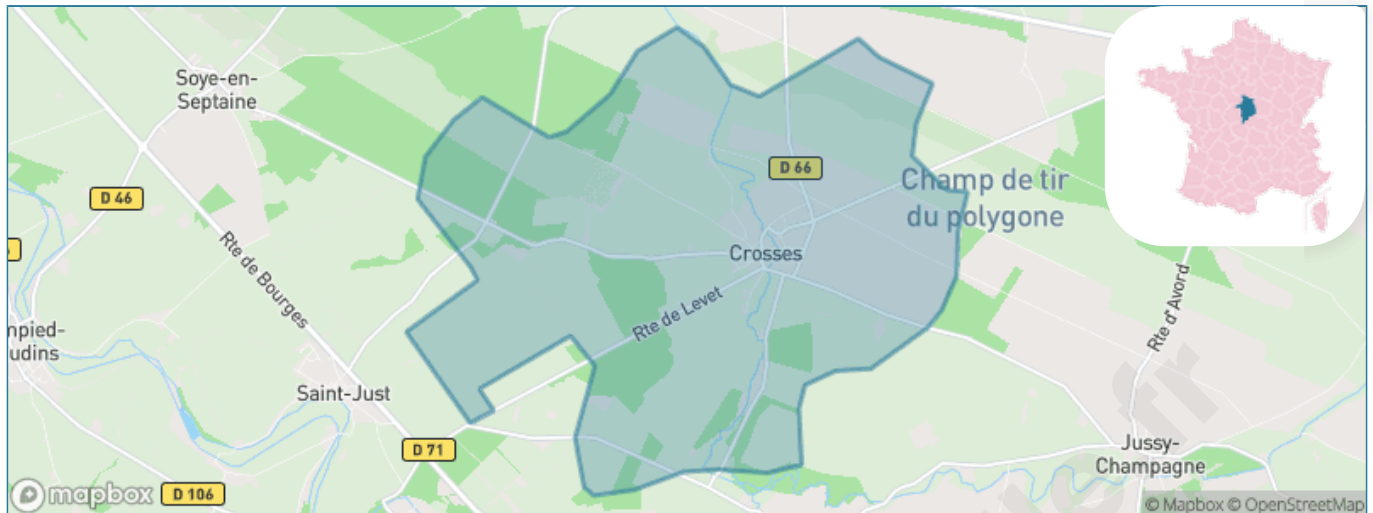 Soye-en-
Septaine
D 46
D 66
Champ de tir
du polygone
Crosses
Rte de Bourges
Rte de Levet
Rte d'Avord
Saint-Just
D 71
Jussy-
Champagne
mapbox
D 106
© Mapbox © OpenStreetMap